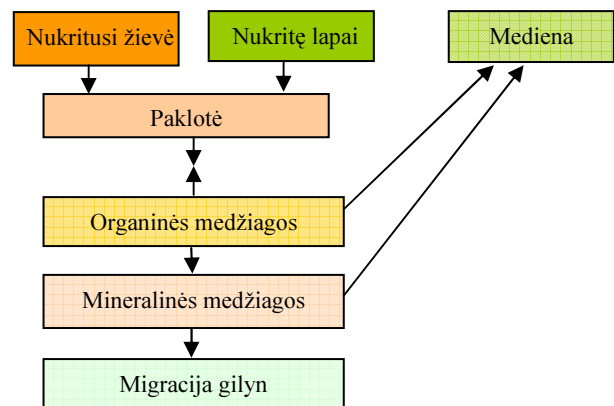 Nukritusi žievė
Nukritę lapai
Mediena
Paklotė
Organinės medžiagos
Mineralinės medžiagos
Migracija gilyn